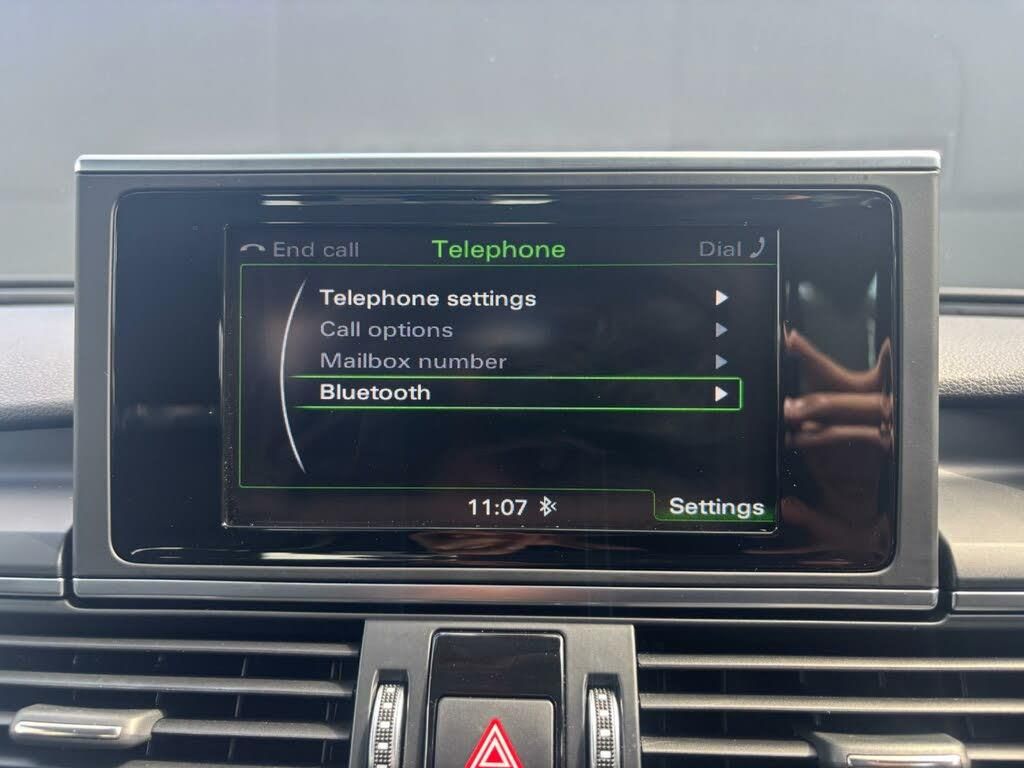 End call Telephone Dial
Telephone settings
Call options
Mailbox number
Bluetooth
11:07 Settings